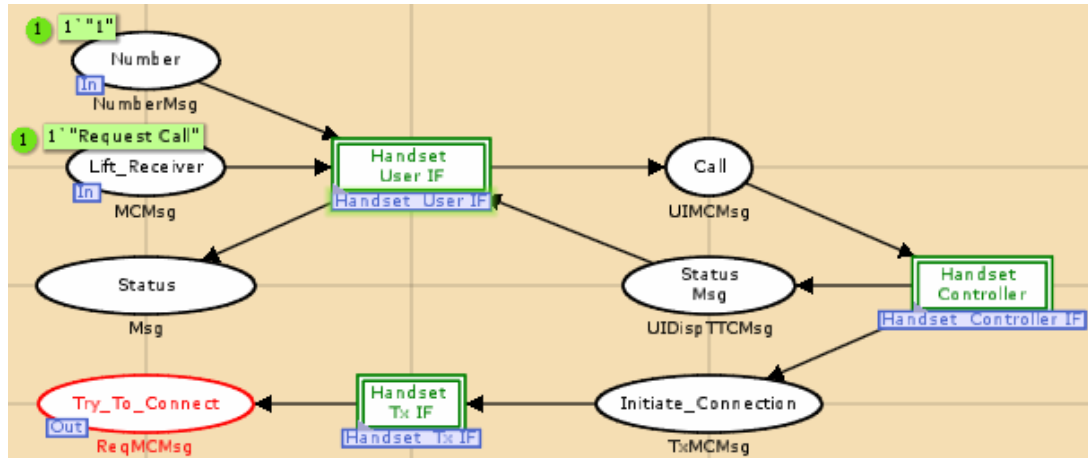 1 1`"1"
Number
In
NumberMsg
1 1`"Request Call"
Lift_Receiver
In
MCMsg
Handset
User IF
Handset User IF
Call
UIMCMsg
Status
Msg
Status
Msg
UIDispTTCMsg
Handset
Controller
Handset Controller IF
Try_To_Connect
Out
ReqMCMsg
Handset
Tx IF
Handset Tx IF
Initiate_Connection
TxMCMsg